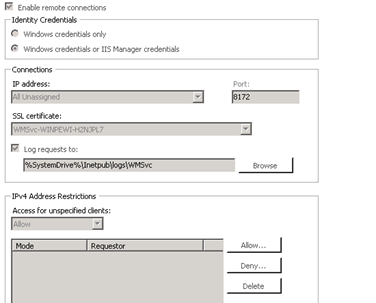 Enable remote connections
Identity Credentials
Windows credentials only
Windows credentials or IIS Manager credentials
Connections
IP address:
Port:
All Unassigned
8172
SSL certificate:
WMSvc-WINPEWI-H2NJPL7
Log requests to:
%SystemDrive%\Inetpub\logs\WMSvc
Browse
IPv4 Address Restrictions
Access for unspecified clients:
Allow
Mode
Requestor
Allow...
Deny...
Delete